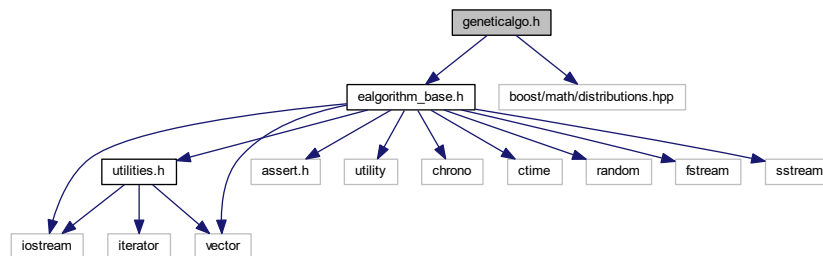 geneticalgo.h
ealgorithm_base.h
boost/math/distributions.hpp
utilities.h
assert.h
utility
chrono
ctime
random
fstream
sstream
iostream
iterator
vector